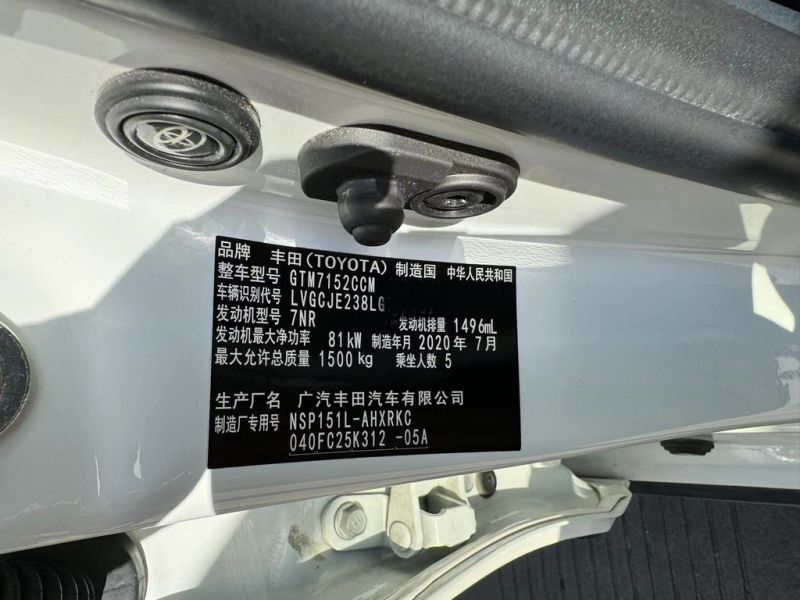 品牌 丰田(TOYOTA) 制造国 中华人民共和国
整车型号 GTM7152CCM
车辆识别代号 LVGCJE238LG
发动机型号 7NR 发动机排量 1496mL
发动机最大净功率 81kW 制造年月 2020年7月
最大允许总质量 1500kg 乘坐人数 5
生产厂名 广汽丰田汽车有限公司
制造厂专用号 NSP151L-AHXRKC
040FC25K312 -05A